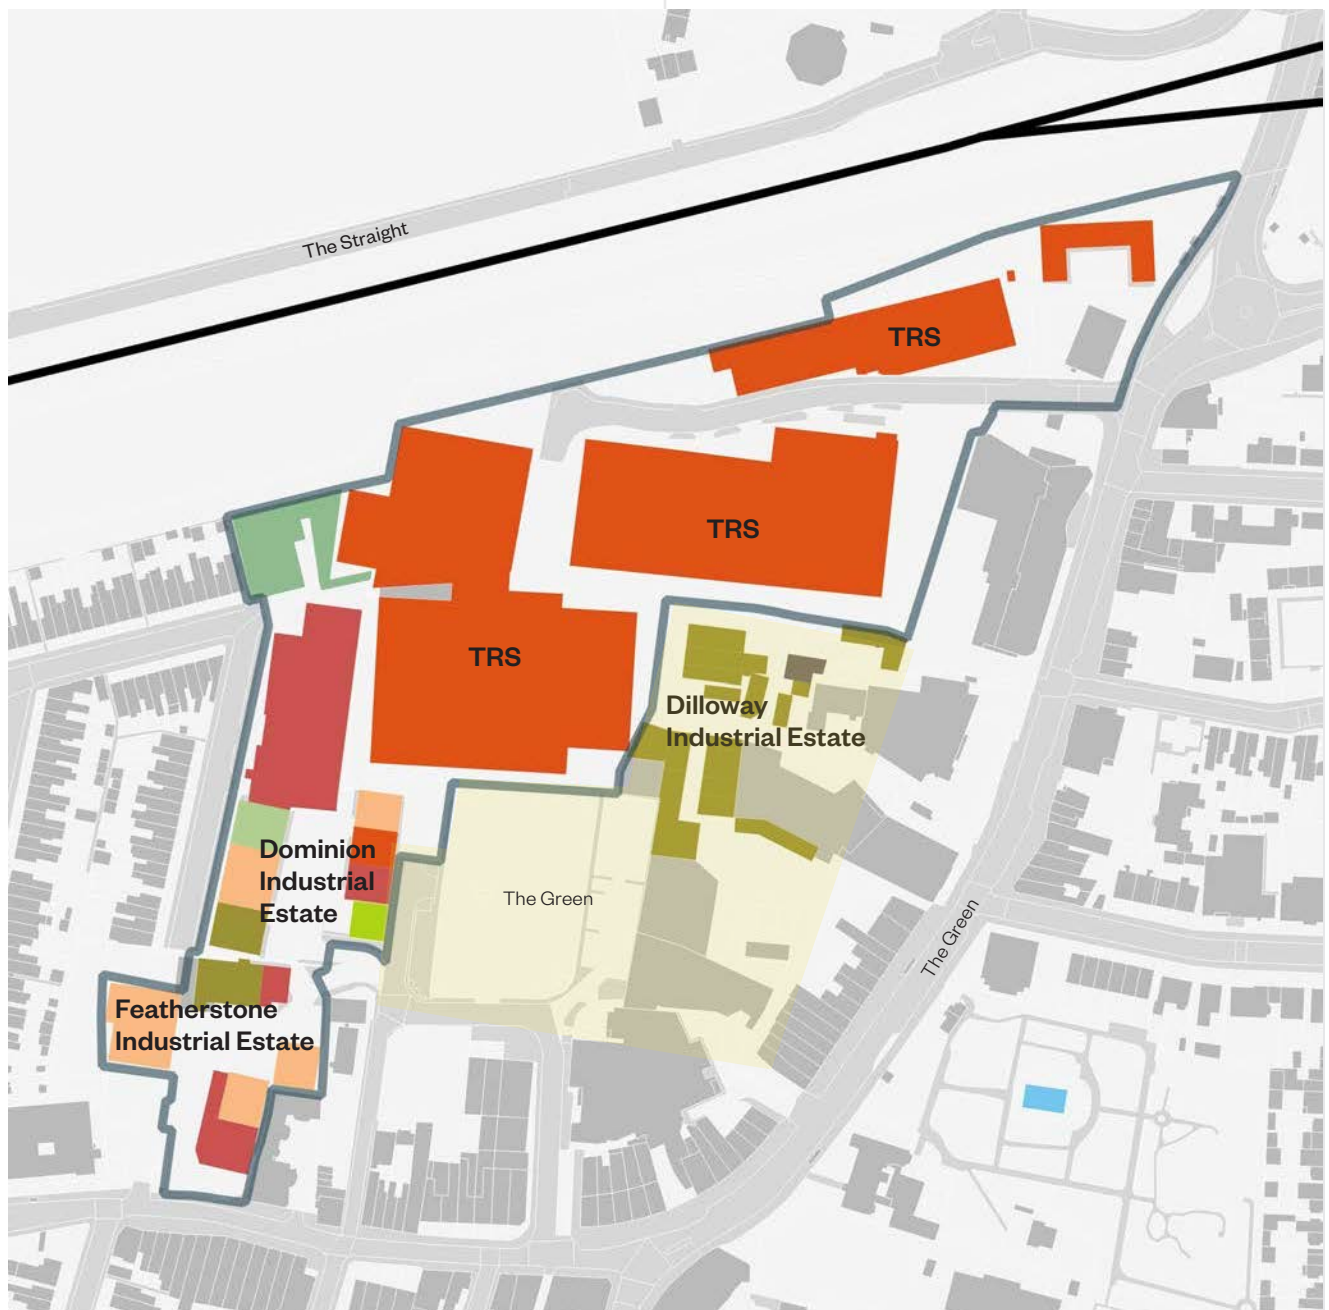 The Straight
TRS
TRS
TRS
Dilloway
Industrial Estate
Dominion
Industrial
Estate
The Green
The Green
Featherstone
Industrial Estate